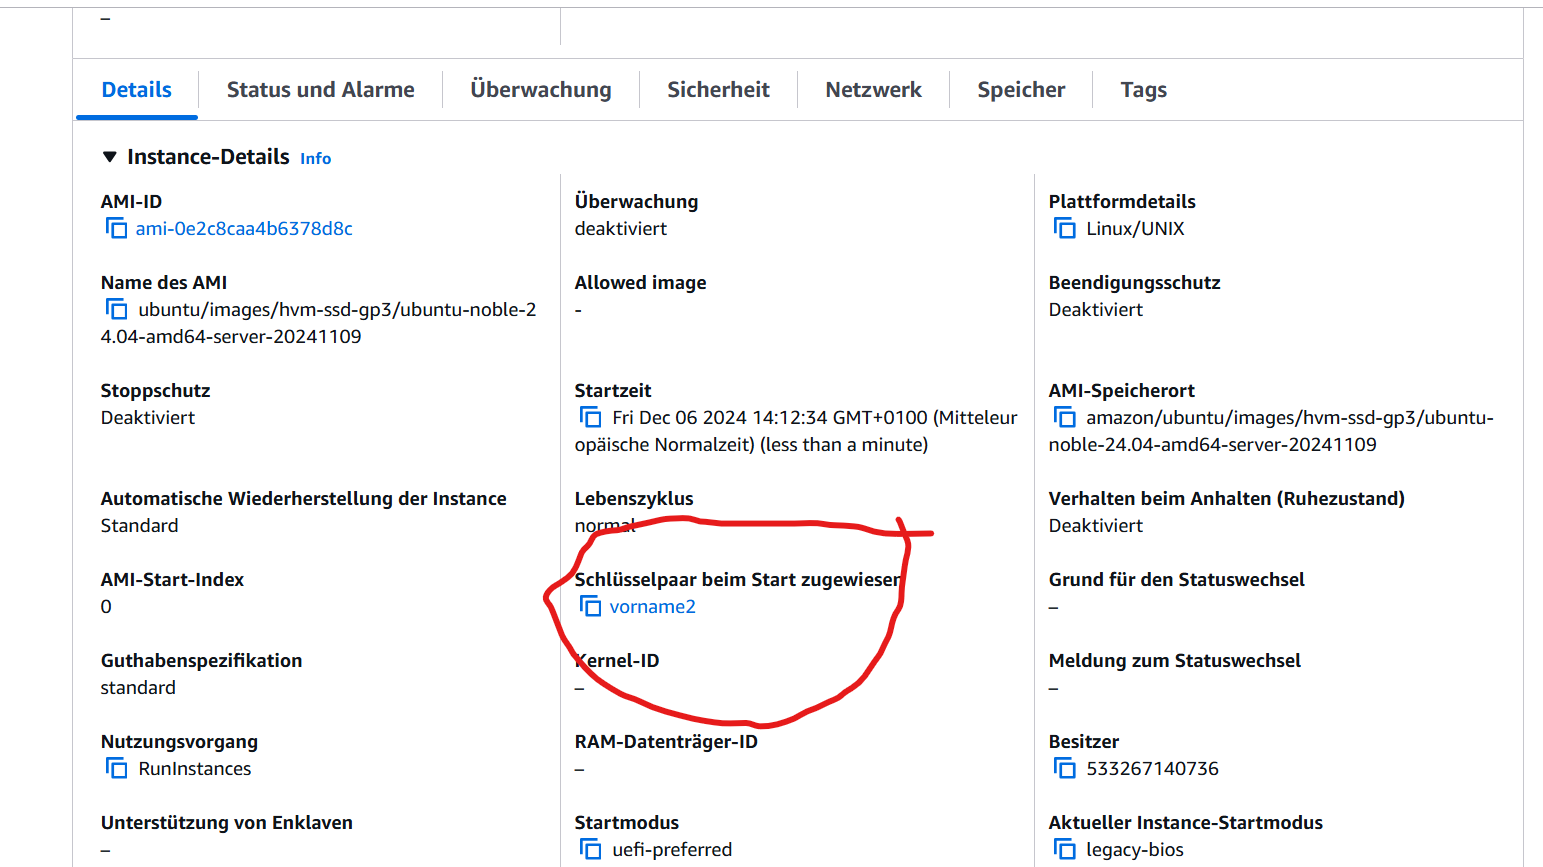 –
Details
Status und Alarme
Überwachung
Sicherheit
Netzwerk
Speicher
Tags
Instance-Details Info
AMI-ID
ami-0e2c8caa4b6378d8c
Überwachung
deaktiviert
Plattformdetails
Linux/UNIX
Name des AMI
ubuntu/images/hvm-ssd-gp3/ubuntu-noble-2
4.04-amd64-server-20241109
Allowed image
-
Beendigungsschutz
Deaktiviert
Stoppschutz
Deaktiviert
Startzeit
Fri Dec 06 2024 14:12:34 GMT+0100 (Mitteleur
opäische Normalzeit) (less than a minute)
AMI-Speicherort
amazon/ubuntu/images/hvm-ssd-gp3/ubuntu-
noble-24.04-amd64-server-20241109
Automatische Wiederherstellung der Instance
Standard
Lebenszyklus
normal
Verhalten beim Anhalten (Ruhezustand)
Deaktiviert
AMI-Start-Index
0
Schlüsselpaar beim Start zugewiesen
vorname2
Grund für den Statuswechsel
–
Guthabenspezifikation
standard
Kernel-ID
–
Meldung zum Statuswechsel
–
Nutzungsvorgang
RunInstances
RAM-Datenträger-ID
–
Besitzer
533267140736
Unterstützung von Enklaven
–
Startmodus
uefi-preferred
Aktueller Instance-Startmodus
legacy-bios